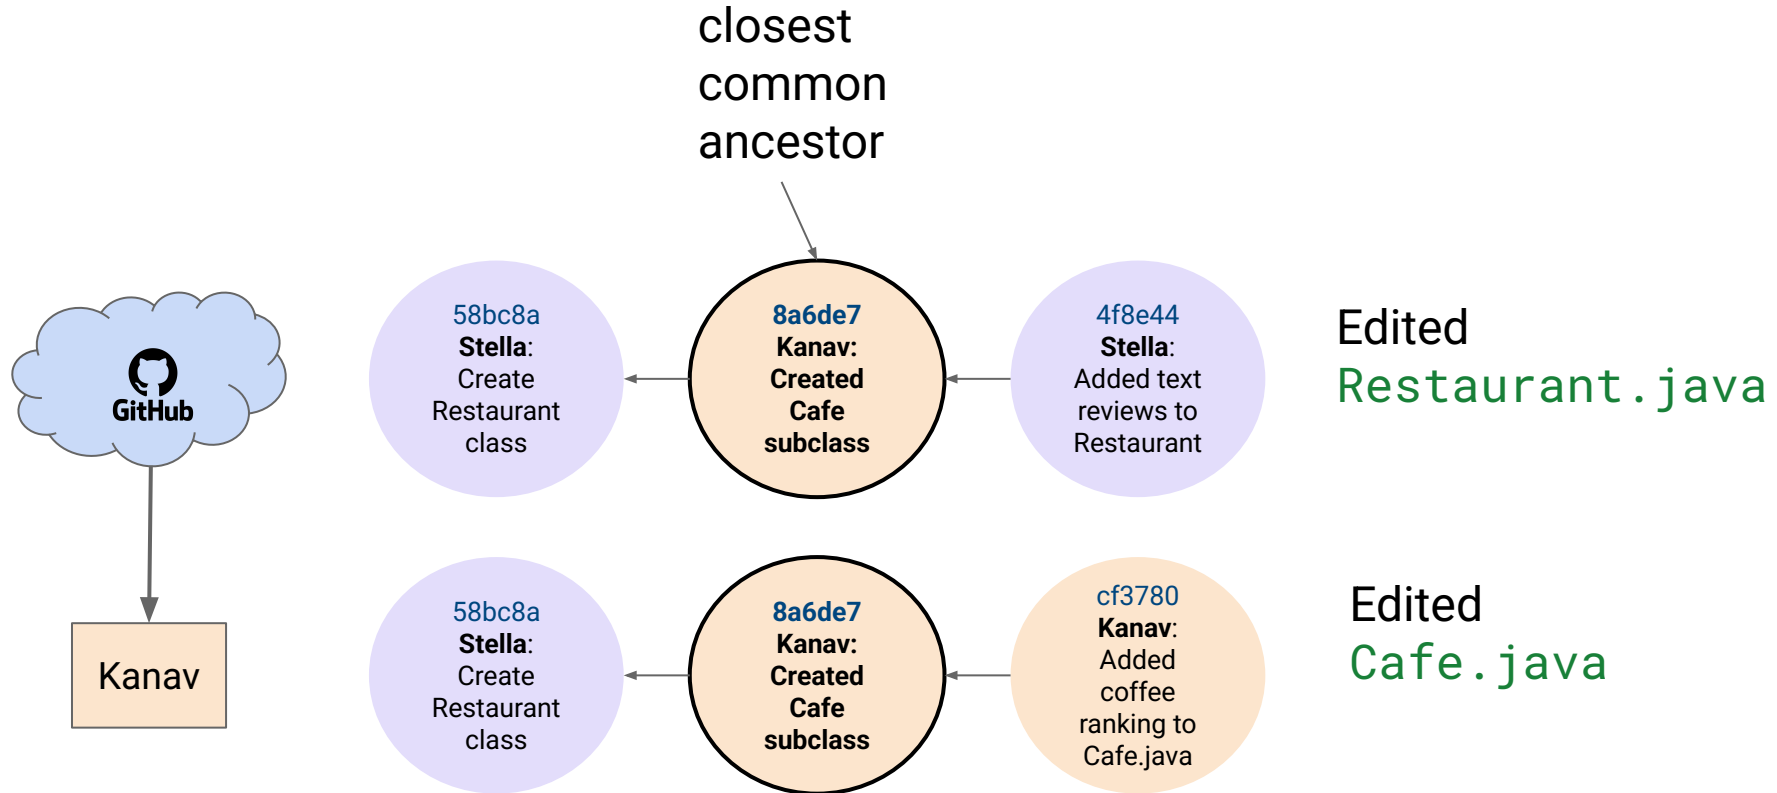 closest
common
ancestor
GitHub
58bc8a
Stella:
Create
Restaurant
class
8a6de7
Kanav:
Created
Cafe
subclass
4f8e44
Stella:
Added text
reviews to
Restaurant
Edited
Restaurant.java
Kanav
58bc8a
Stella:
Create
Restaurant
class
8a6de7
Kanav:
Created
Cafe
subclass
cf3780
Kanav:
Added
coffee
ranking to
Cafe.java
Edited
Cafe.java